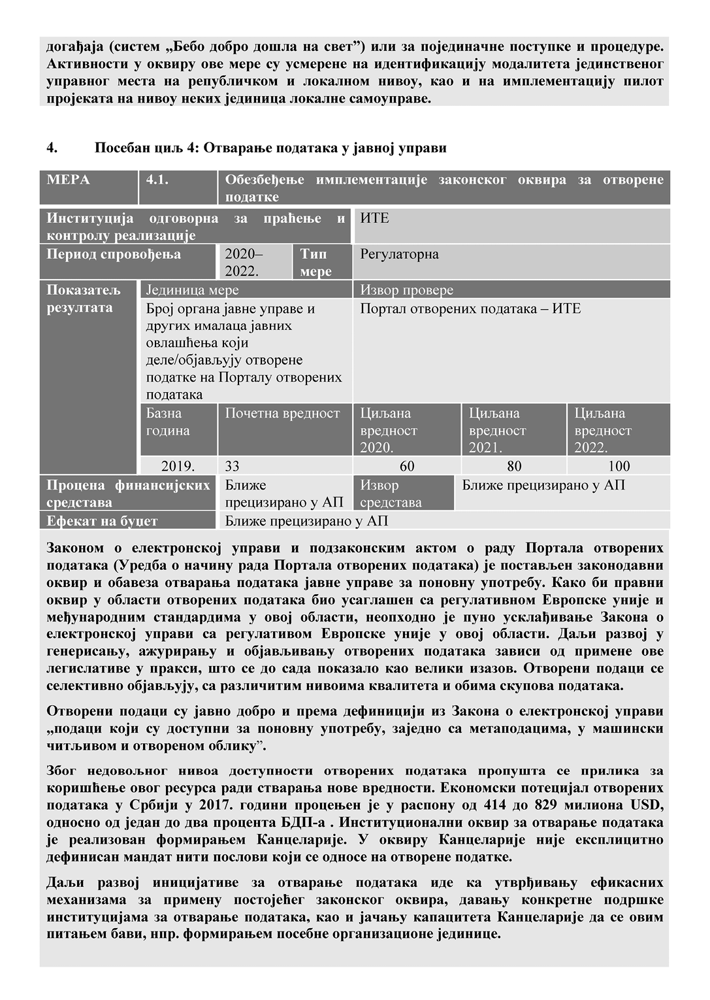 догађаја (систем „Бебо добро дошла на свет”) или за појединачне поступке и процедуре.
Активности у оквиру ове мере су усмерене на идентификацију модалитета јединственог
управног места на републичком и локалном нивоу, као и на имплементацију пилот
пројеката на нивоу неких јединица локалне самоуправе.
4. Посебан циљ 4: Отварање података у јавној управи
МЕРА 4.1. Обезбеђење имплементације законског оквира за отворене
податке
Институција одговорна за праћење и ИТЕ
контролу реализације
Период спровођења 2020– Тип Регулаторна
2022. мере
Показатељ Јединица мере Извор провере
резултата Број органа јавне управе и Портал отворених података – ИТЕ
других ималаца јавних
овлашћења који
деле/објављују отворене
податке на Порталу отворених
података
Базна Почетна вредност Циљана Циљана Циљана
година вредност вредност вредност
2020. 2021. 2022.
2019. 33 60 80 100
Процена финансијских Ближе Извор Ближе прецизирано у АП
средстава прецизирано у АП средстава
Ефекат на буџет Ближе прецизирано у АП
Законом о електронској управи и подзаконским актом о раду Портала отворених
података (Уредба о начину рада Портала отворених података) је постављен законодавни
оквир и обавеза отварања података јавне управе за поновну употребу. Како би правни
оквир у области отворених података био усаглашен са регулативном Европске уније и
међународним стандардима у овој области, неопходно је пуно усклађивање Закона о
електронској управи са регулативом Европске уније у овој области. Даљи развој у
генерисању, ажурирању и објављивању отворених података зависи од примене ове
легислативе у пракси, што се до сада показало као велики изазов. Отворени подаци се
селективно објављују, са различитим нивоима квалитета и обима скупова података.
Отворени подаци су јавно добро и према дефиницији из Закона о електронској управи
„подаци који су доступни за поновну употребу, заједно са метаподацима, у машински
читљивом и отвореном облику”.
Због недовољног нивоа доступности отворених података пропушта се прилика за
коришћење овог ресурса ради стварања нове вредности. Економски потецијал отворених
података у Србији у 2017. години процењен је у распону од 414 до 829 милиона USD,
односно од један до два процента БДП-а . Институционални оквир за отварање података
је реализован формирањем Канцеларије. У оквиру Канцеларије није експлицитно
дефинисан мандат нити послови који се односе на отворене податке.
Даљи развој иницијативе за отварање података иде ка утврђивању ефикасних
механизама за примену постојећег законског оквира, давању конкретне подршке
институцијама за отварање података, као и јачању капацитета Канцеларије да се овим
питањем бави, нпр. формирањем посебне организационе јединице.